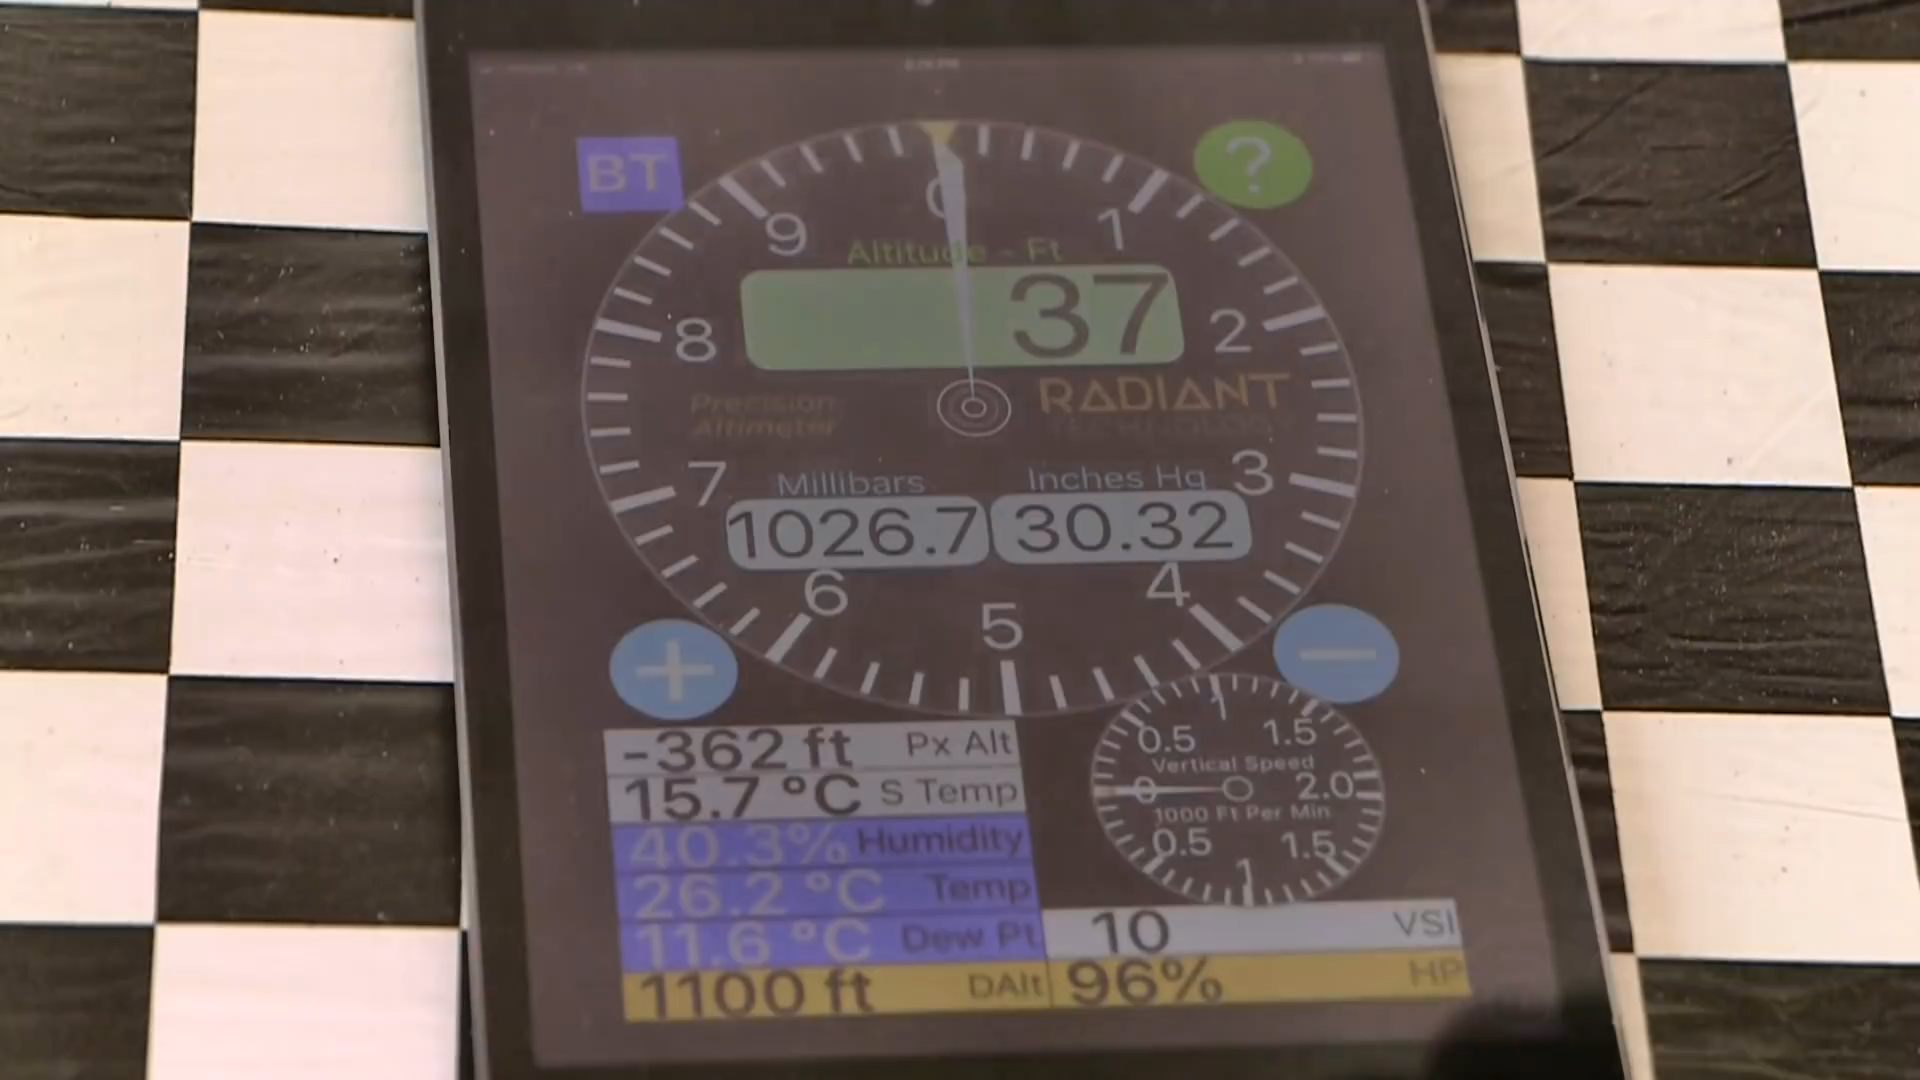 BT
?
0
9
1
Altitude - Ft
37
8
2
Precision
Altimeter
RADIANT
TECHNOLOGY
7
3
Millibars
Inches Hg
1026.7
30.32
6
4
5
+
−
-362 ft Px Alt
15.7 °C S Temp
40.3% Humidity
26.2 °C Temp
11.6 °C Dew Pt
1100 ft DAlt
1
0.5 1.5
Vertical Speed
0 2.0
1000 Ft Per Min
0.5 1.5
1
10 VSI
96% HP